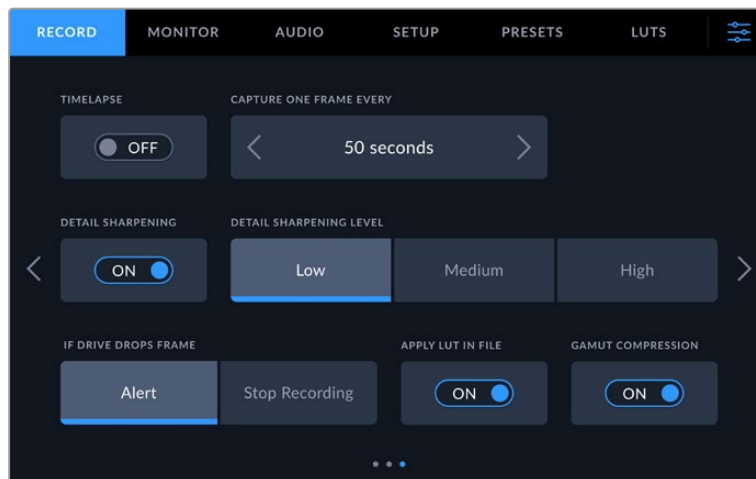 RECORD MONITOR AUDIO SETUP PRESETS LUTS
TIMELAPSE CAPTURE ONE FRAME EVERY
OFF 50 seconds
DETAIL SHARPENING DETAIL SHARPENING LEVEL
ON Low Medium High
IF DRIVE DROPS FRAME APPLY LUT IN FILE GAMUT COMPRESSION
Alert Stop Recording ON ON